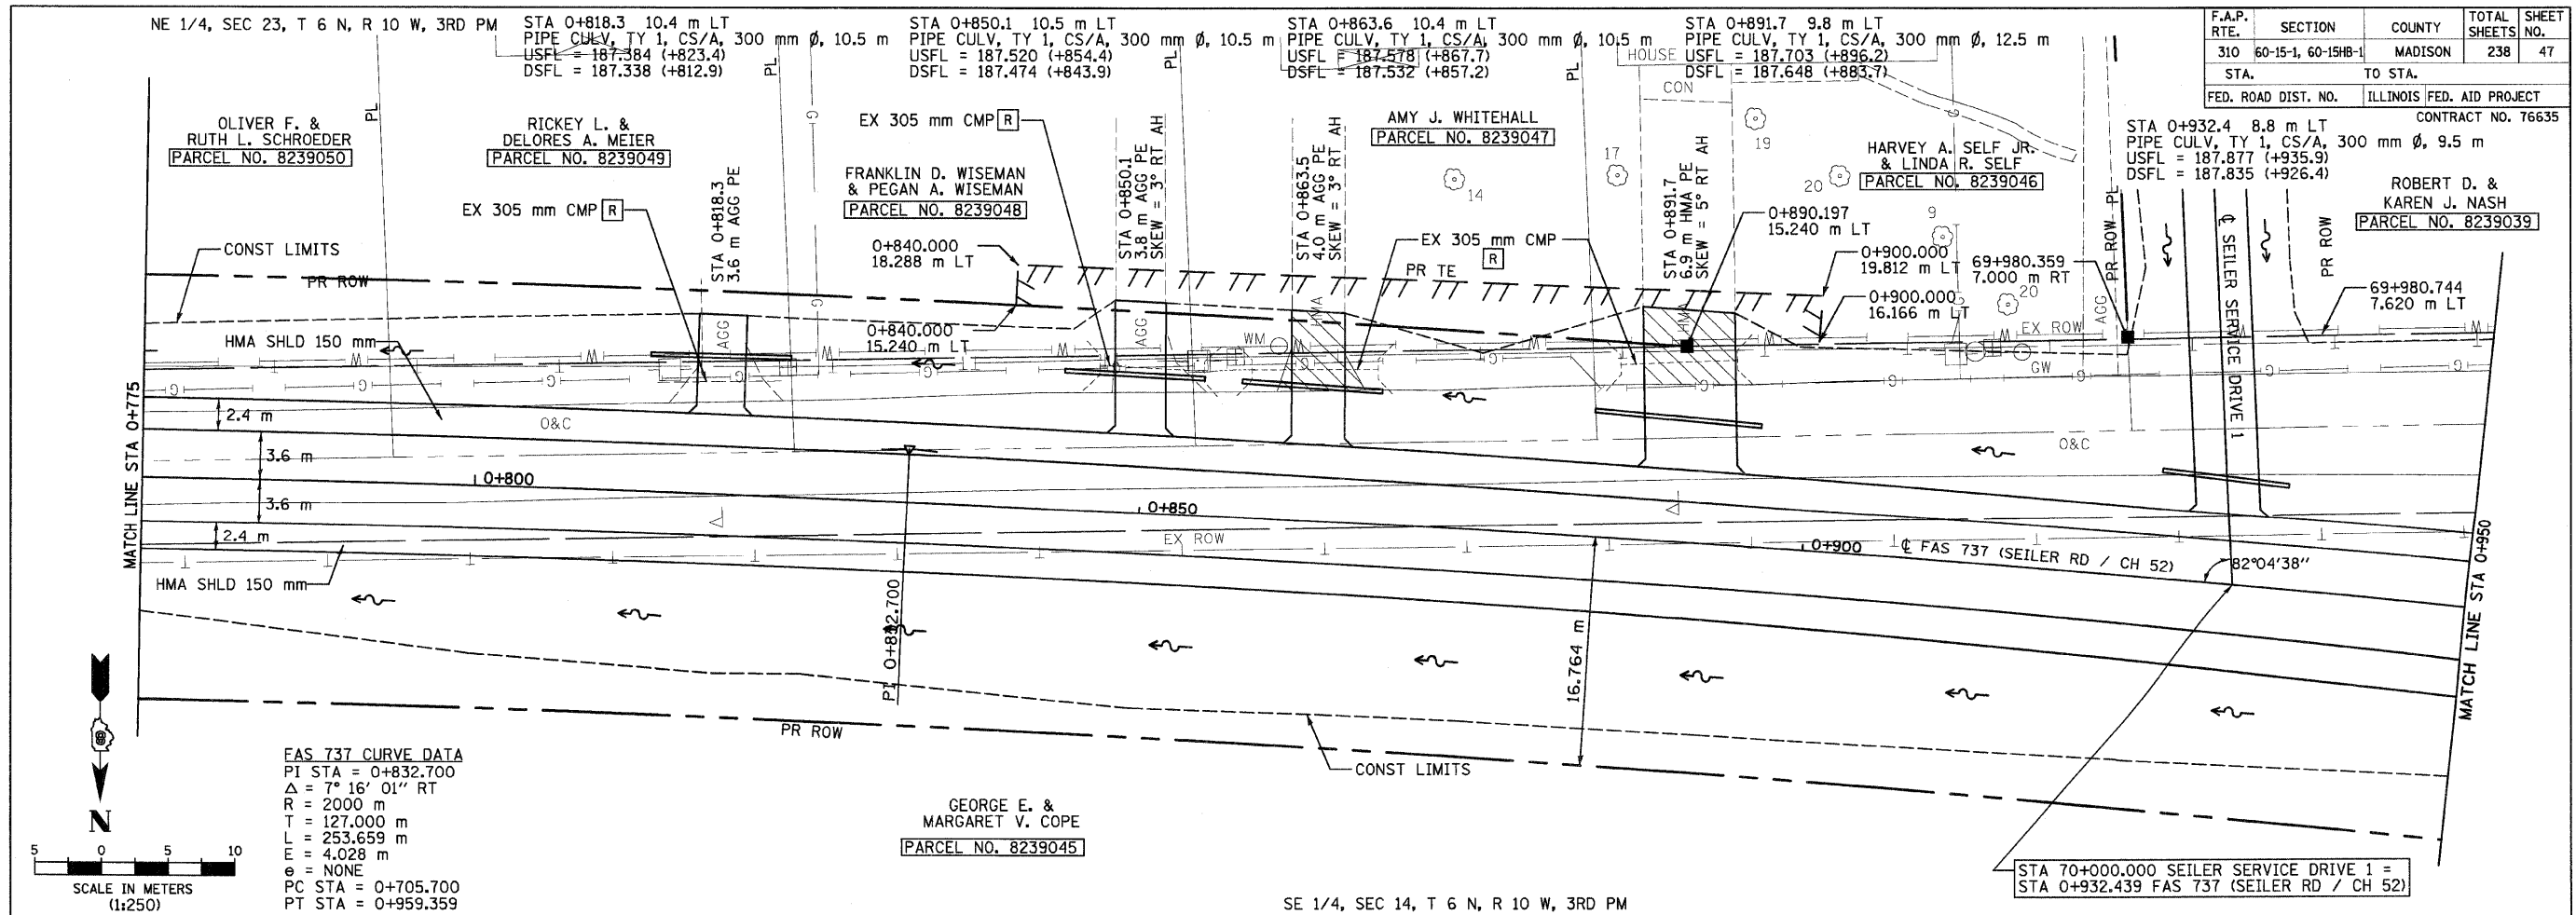 NE 1/4, SEC 23, T 6 N, R 10 W, 3RD PM
STA 0+818.3 10.4 m LT
PIPE CULV, TY 1, CS/A, 300 mm Ø, 10.5 m
USFL = 187.384 (+823.4)
DSFL = 187.338 (+812.9)
STA 0+850.1 10.5 m LT
PIPE CULV, TY 1, CS/A, 300 mm Ø, 10.5 m
USFL = 187.520 (+854.4)
DSFL = 187.474 (+843.9)
STA 0+863.6 10.4 m LT
PIPE CULV, TY 1, CS/A, 300 mm Ø, 10.5 m
USFL = 187.578 (+867.7)
DSFL = 187.532 (+857.2)
STA 0+891.7 9.8 m LT
PIPE CULV, TY 1, CS/A, 300 mm Ø, 12.5 m
USFL = 187.703 (+896.2)
DSFL = 187.648 (+883.7)
HOUSE
CON
F.A.P. RTE. SECTION COUNTY TOTAL SHEETS SHEET NO.
310 60-15-1, 60-15HB-1 MADISON 238 47
STA. TO STA.
FED. ROAD DIST. NO. ILLINOIS FED. AID PROJECT
CONTRACT NO. 76635
STA 0+932.4 8.8 m LT
PIPE CULV, TY 1, CS/A, 300 mm Ø, 9.5 m
USFL = 187.877 (+935.9)
DSFL = 187.835 (+926.4)
PL
PL
PL
PL
PL
OLIVER F. &
RUTH L. SCHROEDER
PARCEL NO. 8239050
RICKEY L. &
DELORES A. MEIER
PARCEL NO. 8239049
EX 305 mm CMP R
FRANKLIN D. WISEMAN
& PEGAN A. WISEMAN
PARCEL NO. 8239048
AMY J. WHITEHALL
PARCEL NO. 8239047
HARVEY A. SELF JR.
& LINDA R. SELF
PARCEL NO. 8239046
ROBERT D. &
KAREN J. NASH
PARCEL NO. 8239039
14
17
19
20
9
20
EX 305 mm CMP R
STA 0+818.3
3.6 m AGG PE
STA 0+850.1
3.8 m AGG PE
SKEW = 3° RT AH
STA 0+863.5
4.0 m AGG PE
SKEW = 3° RT AH
STA 0+891.7
6.9 m HMA PE
SKEW = 5° RT AH
EX 305 mm CMP
R
0+890.197
15.240 m LT
CONST LIMITS
PR ROW
0+840.000
18.288 m LT
0+840.000
15.240 m LT
PR TE
0+900.000
19.812 m LT
0+900.000
16.166 m LT
69+980.359
7.000 m RT
PR ROW
PR ROW
69+980.744
7.620 m LT
₵ SEILER SERVICE DRIVE 1
HMA SHLD 150 mm
AGG
AGG
HMA
HMA
AGG
WM
GW
EX ROW
W
G
O&C
O&C
MATCH LINE STA 0+775
2.4 m
3.6 m
3.6 m
2.4 m
0+800
0+850
0+900
EX ROW
₵ FAS 737 (SEILER RD / CH 52)
82°04'38"
HMA SHLD 150 mm
PI 0+832.700
16.764 m
MATCH LINE STA 0+950
PR ROW
CONST LIMITS
N
5 0 5 10
SCALE IN METERS
(1:250)
FAS 737 CURVE DATA
PI STA = 0+832.700
Δ = 7° 16' 01" RT
R = 2000 m
T = 127.000 m
L = 253.659 m
E = 4.028 m
e = NONE
PC STA = 0+705.700
PT STA = 0+959.359
GEORGE E. &
MARGARET V. COPE
PARCEL NO. 8239045
STA 70+000.000 SEILER SERVICE DRIVE 1 =
STA 0+932.439 FAS 737 (SEILER RD / CH 52)
SE 1/4, SEC 14, T 6 N, R 10 W, 3RD PM